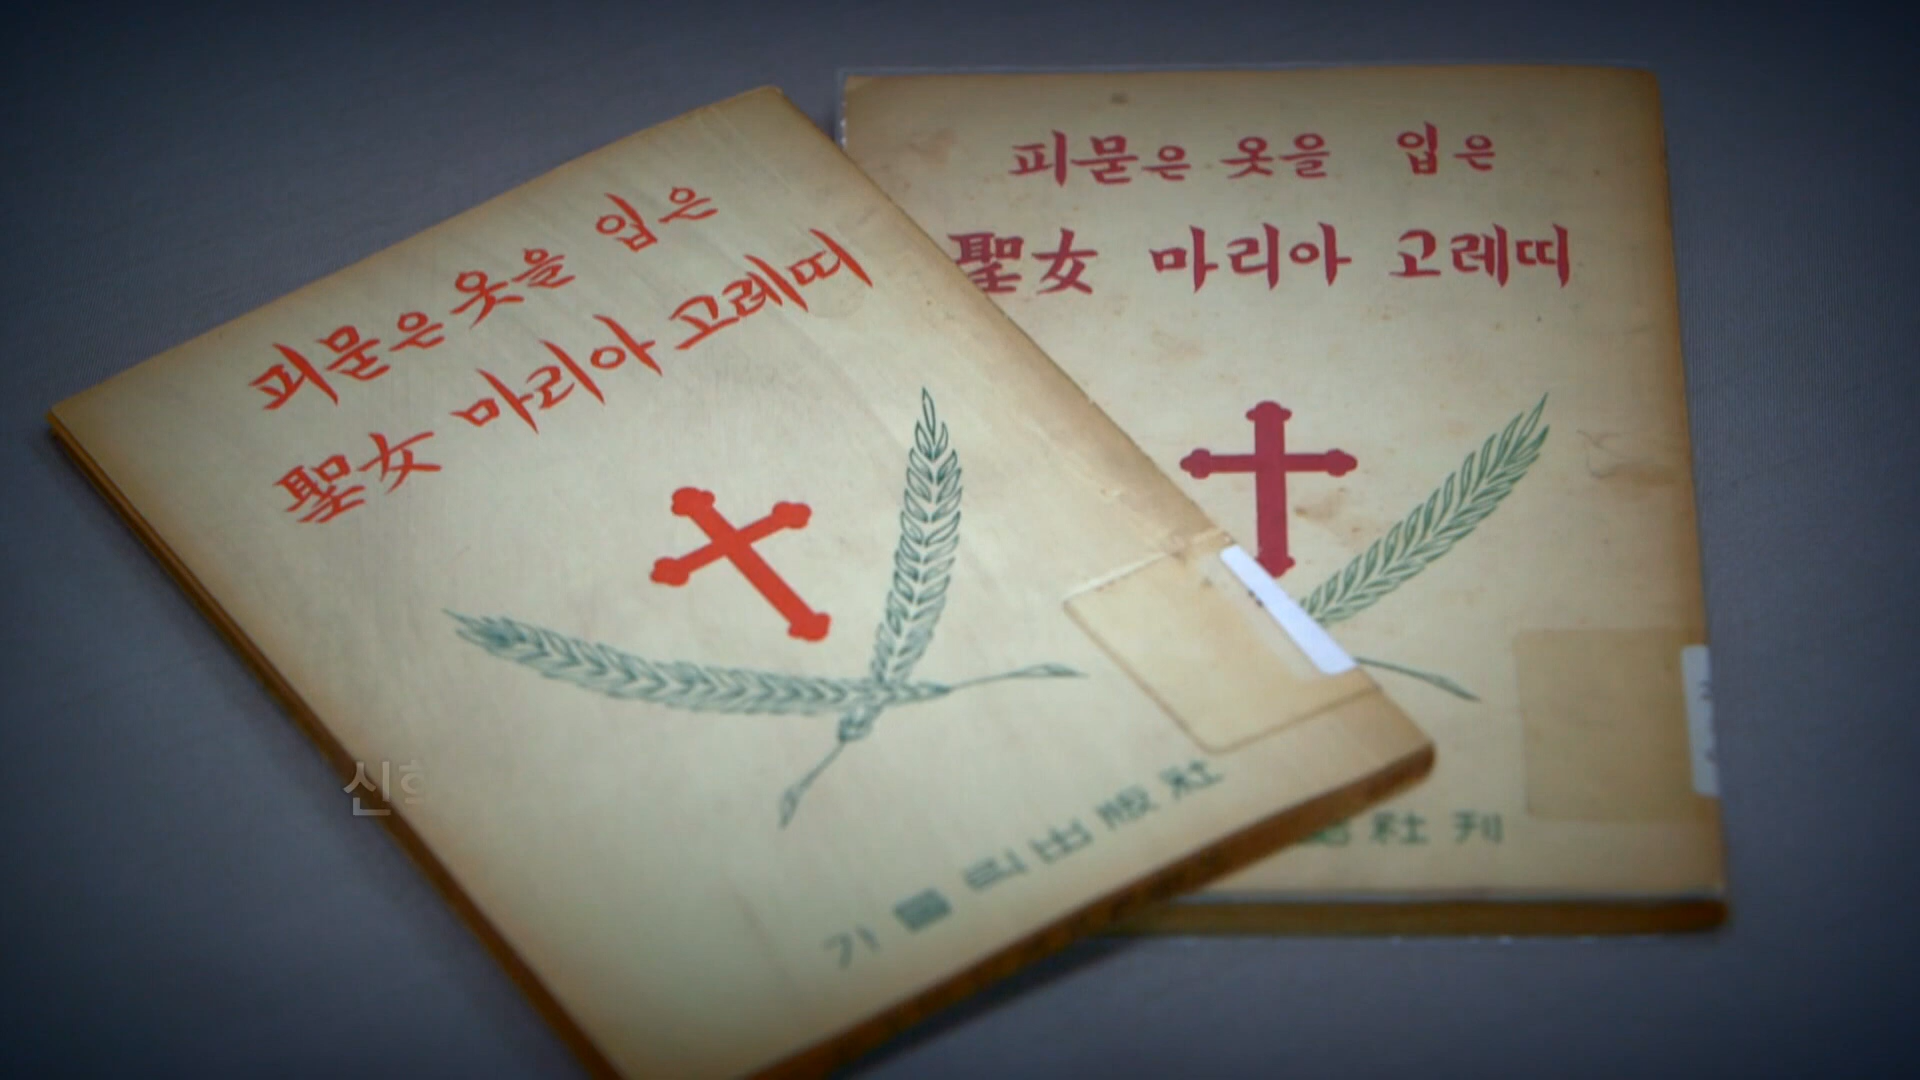 피묻은 옷을 입은
聖女 마리아 고레띠
가톨릭出版社
피묻은 옷을 입은
聖女 마리아 고레띠
社刊
신학